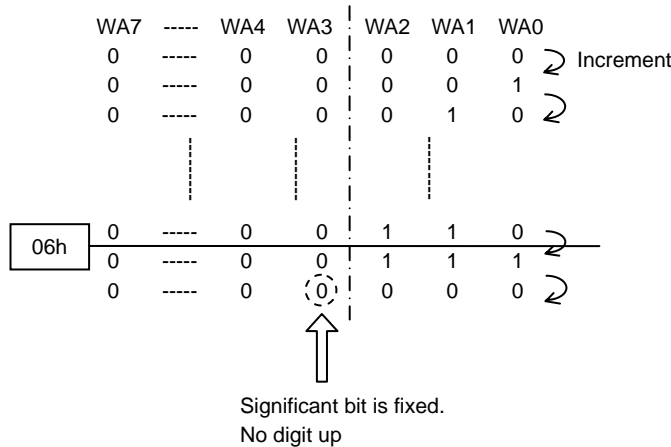 WA7 ----- WA4 WA3 WA2 WA1 WA0
0 ----- 0 0 0 0 0 Increment
0 ----- 0 0 0 0 1
0 ----- 0 0 0 1 0
06h 0 ----- 0 0 1 1 0
0 ----- 0 0 1 1 1
0 ----- 0 0 0 0 0
Significant bit is fixed.
No digit up